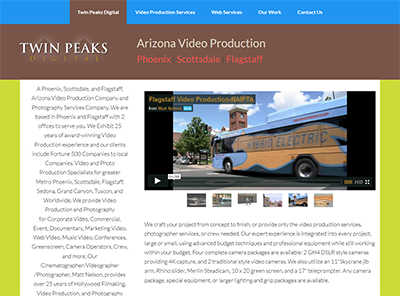 Twin Peaks Digital Video Production Services Web Services Our Work Contact Us
TWIN PEAKS
DIGITAL
Arizona Video Production
Phoenix Scottsdale Flagstaff
A Phoenix, Scottsdale, and Flagstaff,
Arizona Video Production Company and
Photography Services Company. We are
based in Phoenix and Flagstaff with 2
offices to serve you. We Exhibit 25
years of award-winning Video
Production experience and our clients
include Fortune 500 Companies to local
Companies. Video and Photo
Production Specialists for greater
Metro Phoenix, Scottsdale, Flagstaff,
Sedona, Grand Canyon, Tucson, and
Worldwide. We provide Video
Production and Photography
for Corporate Video, Commercial,
Event, Documentary, Marketing Video,
Web Video, Music Video, Conferences,
Greenscreen, Camera Operators, Crew,
and more. Our
Cinematographer/Videographer
/Photographer, Matt Nelson, provides
over 25 years of Hollywood Filmaking,
Video Production, and Photography
Flagstaff Video Production-NAIPTA
from Matt Nelson
HYBRID ELECTRIC
HD
We craft your project from concept to finish, or provide only the video production services,
photographer services, or crew needed. Our expert experience is integrated into every project,
large or small, using advanced budget techniques and professional equipment while still working
within your budget. Four complete camera packages are available: 2 GH4 DSLR style cameras
providing 4K capture, and 2 traditional style video cameras. We also utilize an 11' Skycrane jib
arm, Rhino slider, Merlin Steadicam, 10 x 20 green screen, and a 17' teleprompter. Any camera
package, special equipment, or larger lighting and grip packages are available.